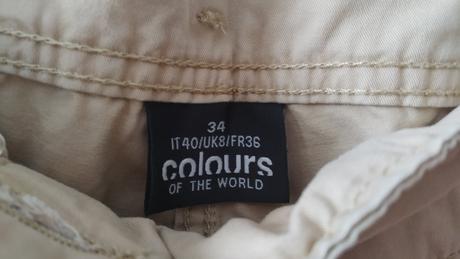 34
IT40/UK8/FR36
colours
OF THE WORLD